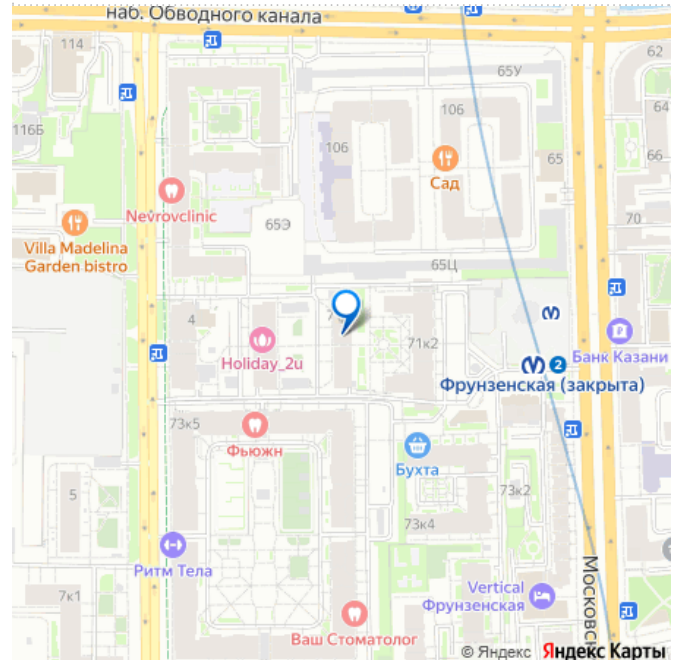 наб. Обводного канала
114
65У
62
64
116Б
106
106
66
65
Сад
Nevrovclinic
70
65Э
Villa Madelina
Garden bistro
65Ц
4
71к2
Holiday_2u
Банк Казани
2
Фрунзенская (закрыта)
73к5
Фьюжн
Бухта
5
73к2
73к4
Ритм Тела
7к1
Vertical
Фрунзенская
Московс
Ваш Стоматолог
© Яндекс Яндекс Карты